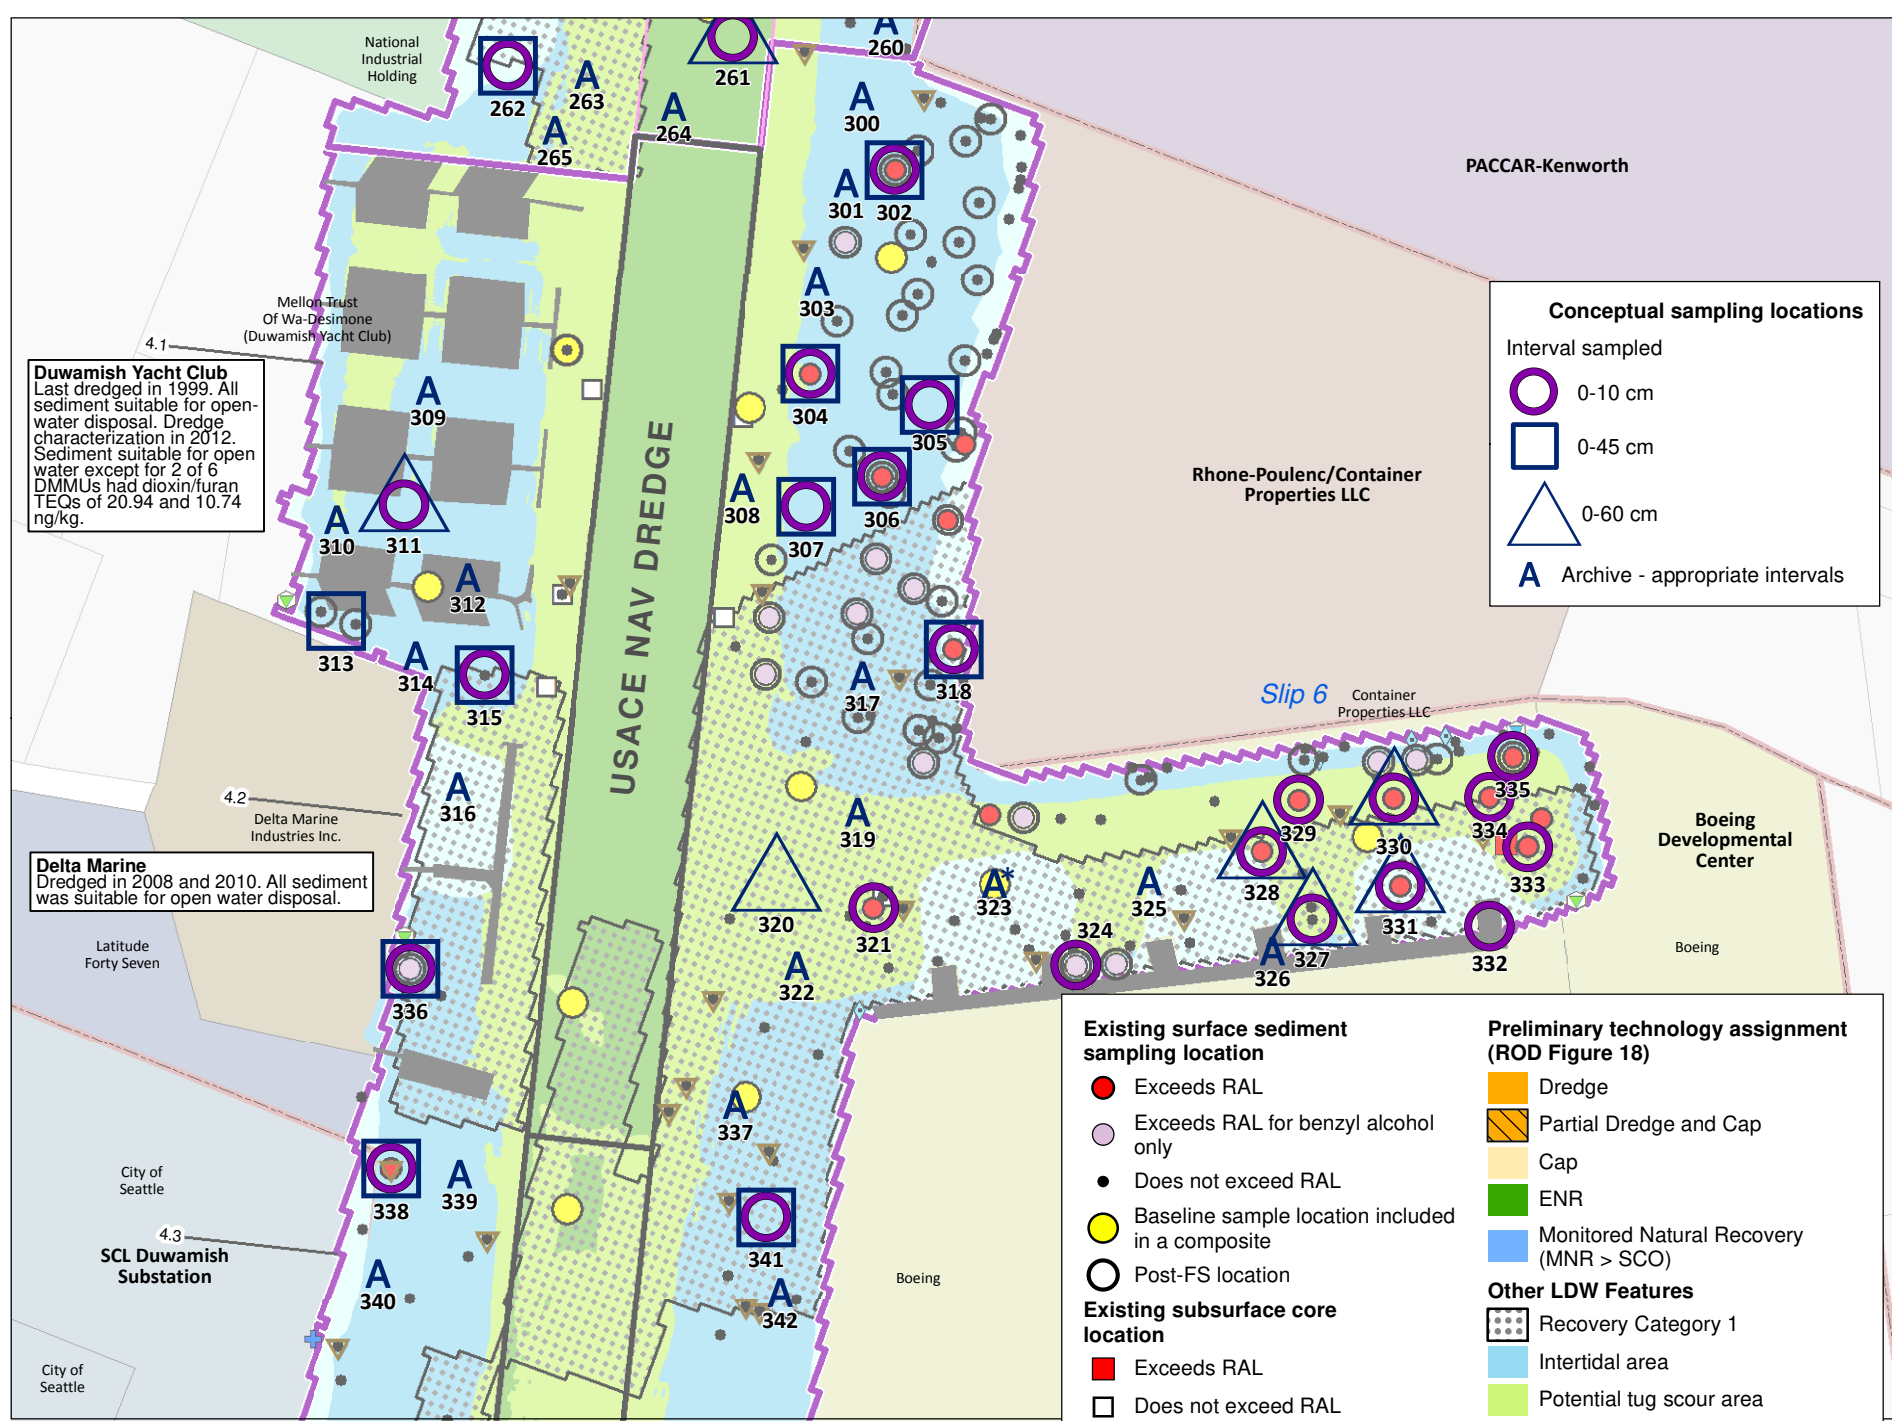 National
Industrial
Holding
260
261
262
263
264
265
A
A
A
A
A
300
A
301
302
A
303
304
305
306
307
A
308
A
309
A
310
311
A
312
313
A
314
315
A
316
A
317
318
A
319
320
321
A
322
A*
323
324
A
325
A
326
327
328
329
330
331
332
333
334
335
336
A
337
338
A
339
A
340
341
A
342
PACCAR-Kenworth
Mellon Trust
Of Wa-Desimone
(Duwamish Yacht Club)
4.1
Duwamish Yacht Club
Last dredged in 1999. All
sediment suitable for open-
water disposal. Dredge
characterization in 2012.
Sediment suitable for open
water except for 2 of 6
DMMUs had dioxin/furan
TEQs of 20.94 and 10.74
ng/kg.
USACE NAV DREDGE
Rhone-Poulenc/Container
Properties LLC
Slip 6
Container
Properties LLC
4.2
Delta Marine
Industries Inc.
Delta Marine
Dredged in 2008 and 2010. All sediment
was suitable for open water disposal.
Latitude
Forty Seven
Boeing
Developmental
Center
Boeing
Boeing
City of
Seattle
4.3
SCL Duwamish
Substation
City of
Seattle
Conceptual sampling locations
Interval sampled
0-10 cm
0-45 cm
0-60 cm
A Archive - appropriate intervals
Existing surface sediment
sampling location
Exceeds RAL
Exceeds RAL for benzyl alcohol
only
Does not exceed RAL
Baseline sample location included
in a composite
Post-FS location
Existing subsurface core
location
Exceeds RAL
Does not exceed RAL
Preliminary technology assignment
(ROD Figure 18)
Dredge
Partial Dredge and Cap
Cap
ENR
Monitored Natural Recovery
(MNR > SCO)
Other LDW Features
Recovery Category 1
Intertidal area
Potential tug scour area